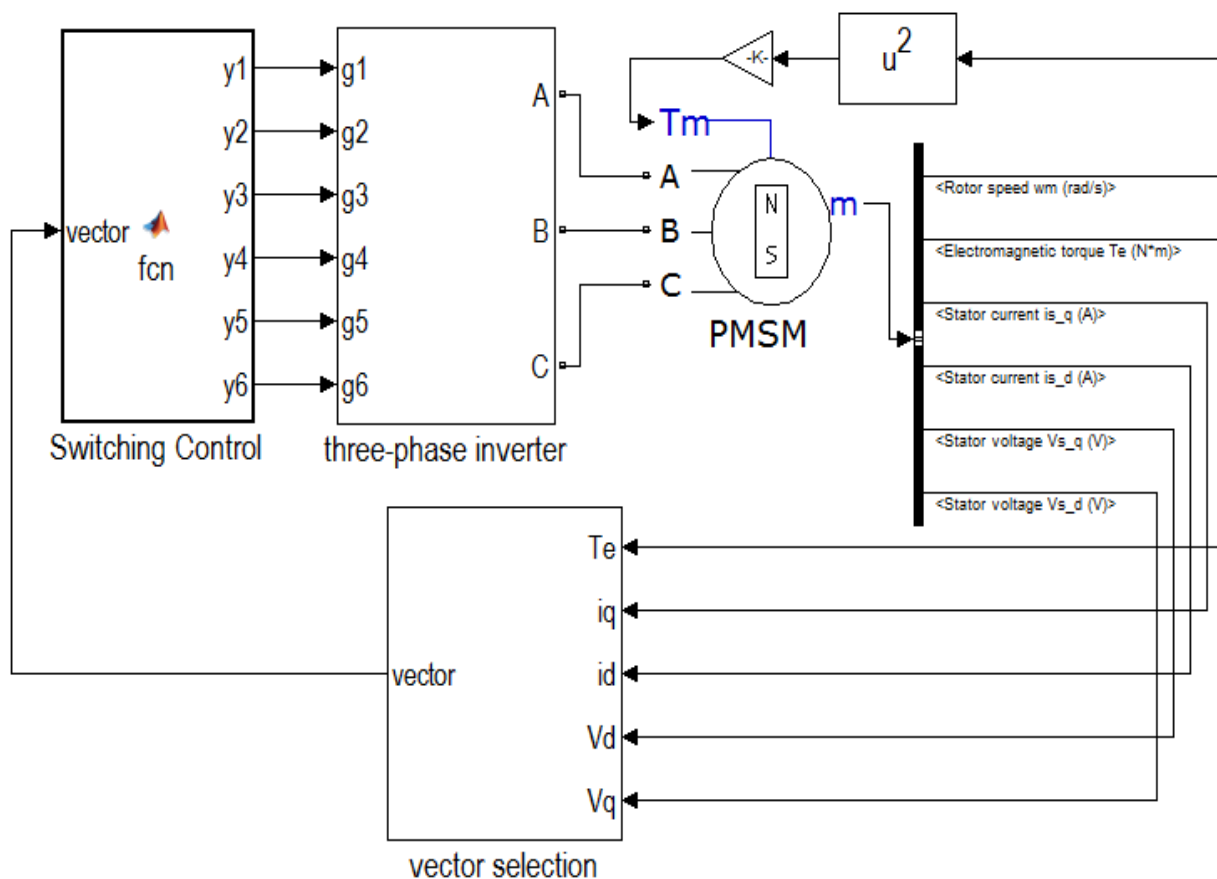 vector
fcn
y1
y2
y3
y4
y5
y6
Switching Control
g1
g2
g3
g4
g5
g6
A
B
C
three-phase inverter
-K-
u2
Tm
A
B
C
N
S
m
PMSM
<Rotor speed wm (rad/s)>
<Electromagnetic torque Te (N*m)>
<Stator current is_q (A)>
<Stator current is_d (A)>
<Stator voltage Vs_q (V)>
<Stator voltage Vs_d (V)>
vector
Te
iq
id
Vd
Vq
vector selection